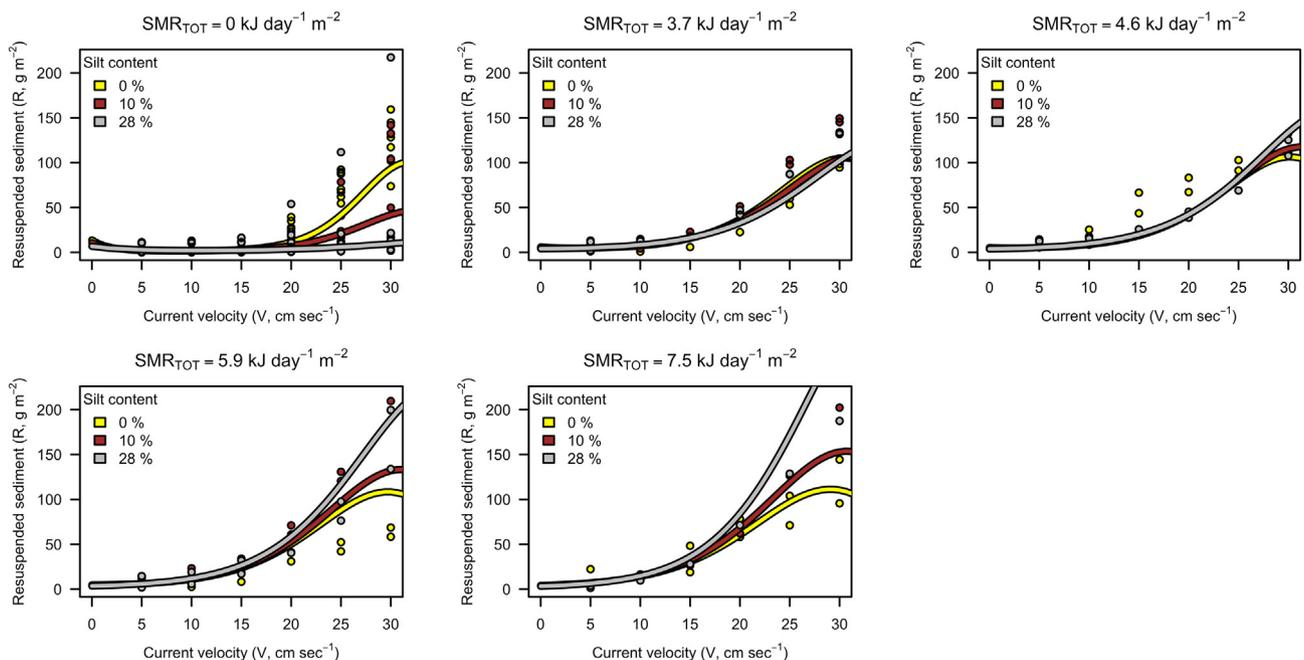 SMR_TOT = 0 kJ day⁻¹ m⁻²
Resuspended sediment (R, g m⁻²)
Silt content
0 %
10 %
28 %
200
150
100
50
0
0 5 10 15 20 25 30
Current velocity (V, cm sec⁻¹)
SMR_TOT = 3.7 kJ day⁻¹ m⁻²
Resuspended sediment (R, g m⁻²)
Silt content
0 %
10 %
28 %
200
150
100
50
0
0 5 10 15 20 25 30
Current velocity (V, cm sec⁻¹)
SMR_TOT = 4.6 kJ day⁻¹ m⁻²
Resuspended sediment (R, g m⁻²)
Silt content
0 %
10 %
28 %
200
150
100
50
0
0 5 10 15 20 25 30
Current velocity (V, cm sec⁻¹)
SMR_TOT = 5.9 kJ day⁻¹ m⁻²
Resuspended sediment (R, g m⁻²)
Silt content
0 %
10 %
28 %
200
150
100
50
0
0 5 10 15 20 25 30
Current velocity (V, cm sec⁻¹)
SMR_TOT = 7.5 kJ day⁻¹ m⁻²
Resuspended sediment (R, g m⁻²)
Silt content
0 %
10 %
28 %
200
150
100
50
0
0 5 10 15 20 25 30
Current velocity (V, cm sec⁻¹)